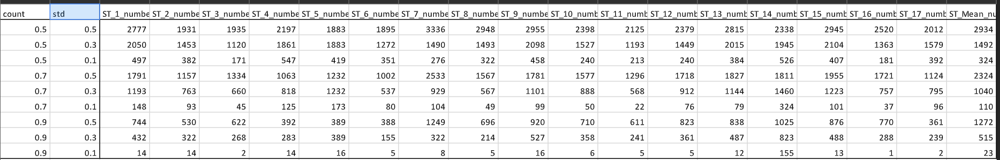 count std ST_1_numbe ST_2_numbe ST_3_numbe ST_4_numbe ST_5_numbe ST_6_numbe ST_7_numbe ST_8_numbe ST_9_numbe ST_10_numb ST_11_numb ST_12_numb ST_13_numb ST_14_numb ST_15_numb ST_16_numb ST_17_numb ST_Mean_nu
0.5 0.5 2777 1931 1935 2197 1883 1895 3336 2948 2955 2398 2125 2379 2815 2338 2945 2520 2012 2934
0.5 0.3 2050 1453 1120 1861 1883 1272 1490 1493 2098 1527 1193 1449 2015 1945 2104 1363 1579 1492
0.5 0.1 497 382 171 547 419 351 276 322 458 240 213 240 384 526 407 181 392 324
0.7 0.5 1791 1157 1334 1063 1232 1002 2533 1567 1781 1577 1296 1718 1827 1811 1955 1721 1124 2324
0.7 0.3 1193 763 660 818 1232 537 929 567 1101 888 568 912 1144 1460 1223 757 795 1040
0.7 0.1 148 93 45 125 173 80 104 49 99 50 22 76 79 324 101 37 96 110
0.9 0.5 744 530 622 392 389 388 1249 696 920 710 611 823 838 1025 876 770 361 1272
0.9 0.3 432 322 268 283 389 155 322 214 527 358 241 361 487 823 488 288 239 515
0.9 0.1 14 14 2 14 16 5 8 5 16 6 5 5 12 155 13 1 2 23